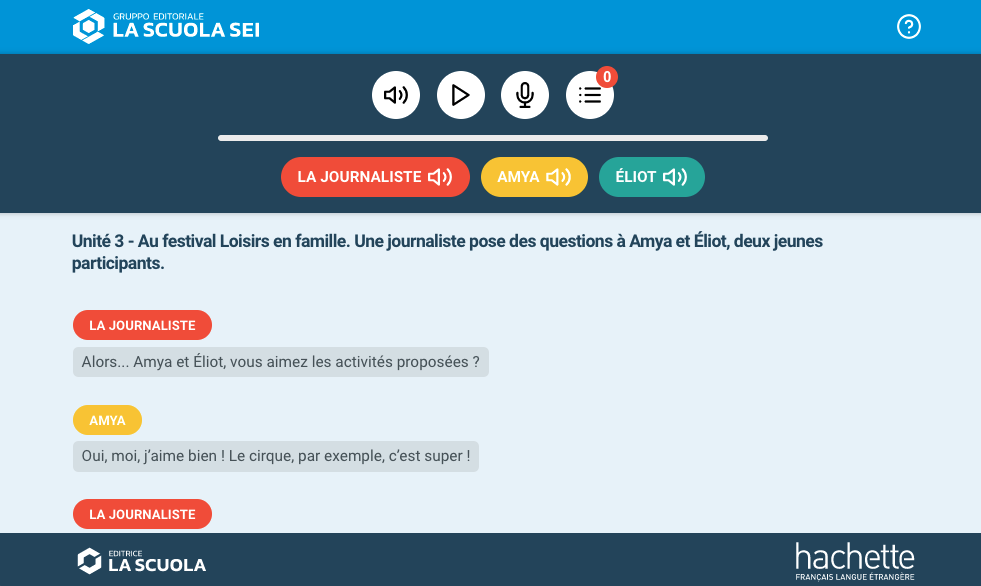 GRUPPO EDITORIALE
LA SCUOLA SEI
?
0
LA JOURNALISTE
AMYA
ÉLIOT
Unité 3 - Au festival Loisirs en famille. Une journaliste pose des questions à Amya et Éliot, deux jeunes
participants.
LA JOURNALISTE
Alors... Amya et Éliot, vous aimez les activités proposées ?
AMYA
Oui, moi, j’aime bien ! Le cirque, par exemple, c’est super !
LA JOURNALISTE
EDITRICE
LA SCUOLA
hachette
FRANÇAIS LANGUE ÉTRANGÈRE